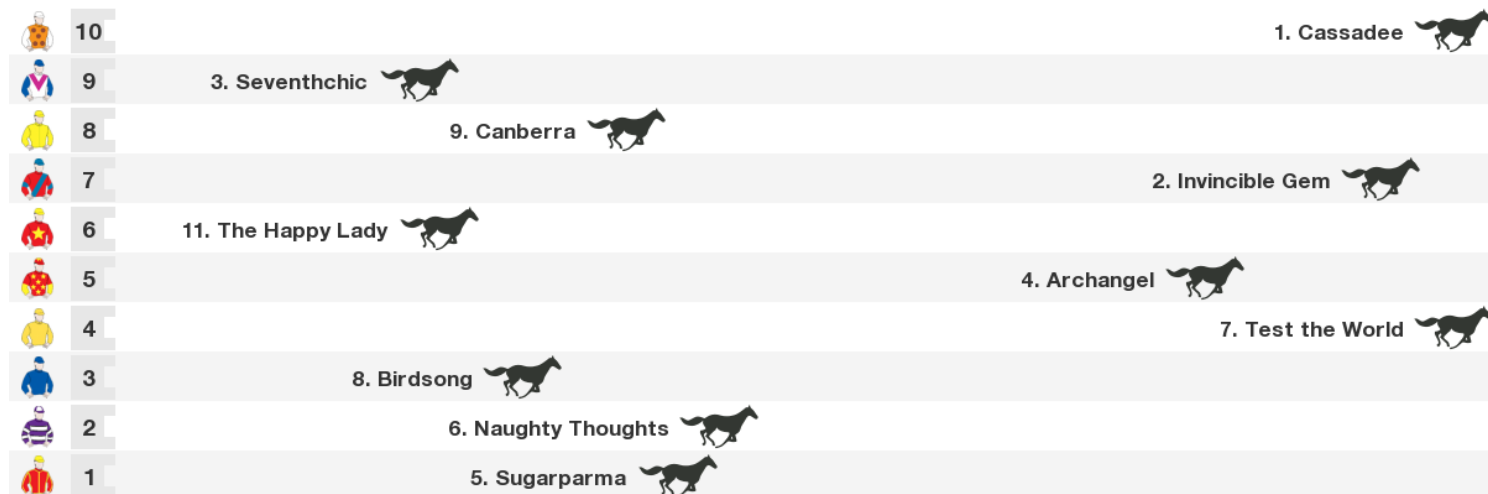 10 1. Cassadee
9 3. Seventhchic
8 9. Canberra
7 2. Invincible Gem
6 11. The Happy Lady
5 4. Archangel
4 7. Test the World
3 8. Birdsong
2 6. Naughty Thoughts
1 5. Sugarparma